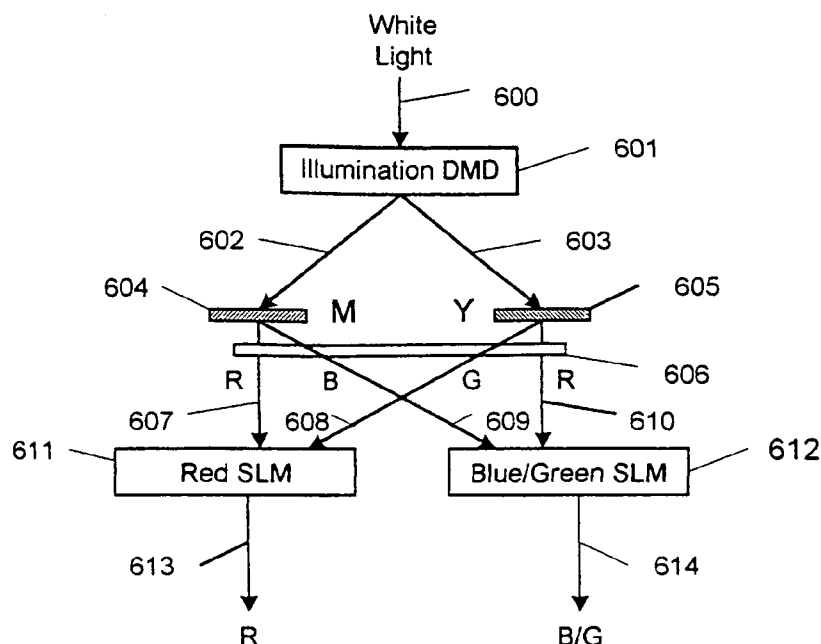 White
Light
600
Illumination DMD
601
602
603
604
M
Y
605
R
B
G
R
606
607
608
609
610
611
Red SLM
Blue/Green SLM
612
613
614
R
B/G